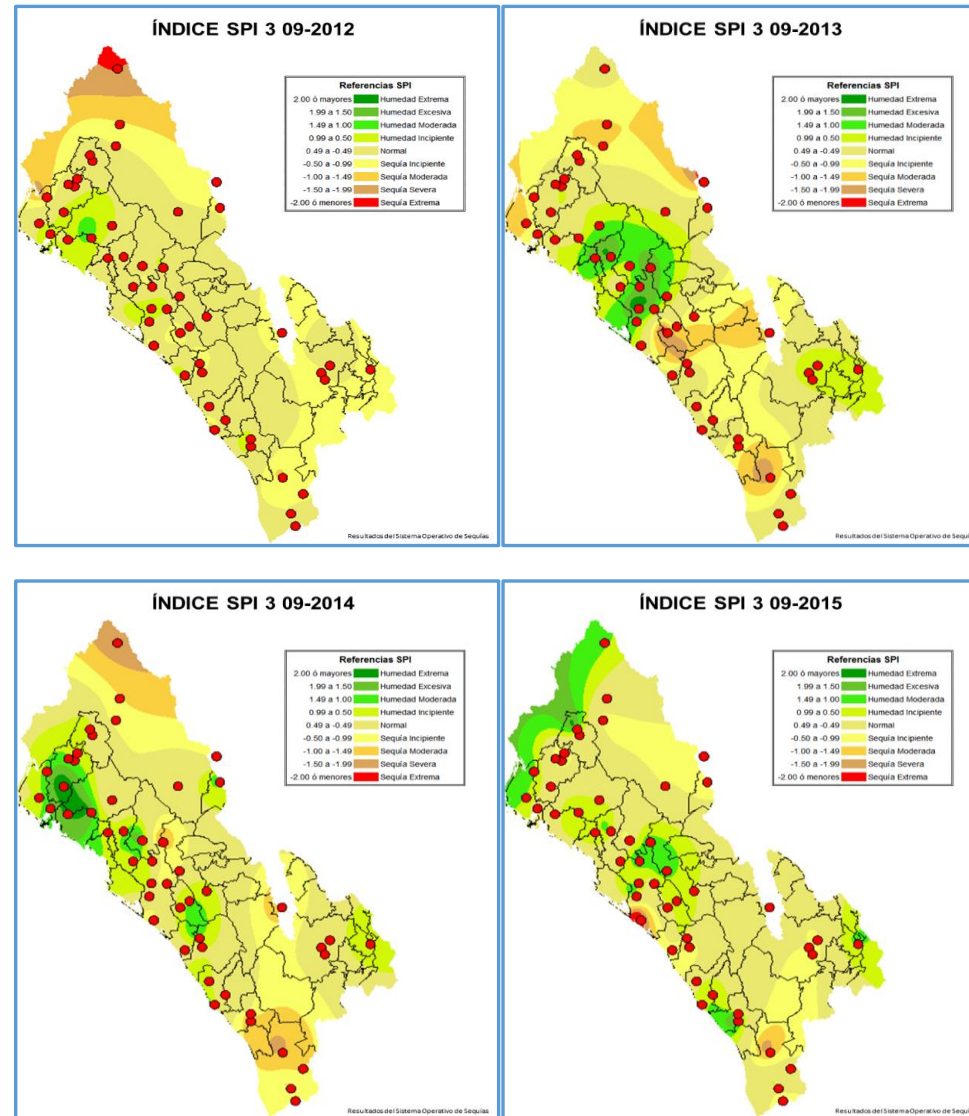 ÍNDICE SPI 3 09-2012
Referencias SPI
2.00 ó mayores Humedad Extrema
1.99 a 1.50 Humedad Excesiva
1.49 a 1.00 Humedad Moderada
0.99 a 0.50 Humedad Incipiente
0.49 a -0.49 Normal
-0.50 a -0.99 Sequía Incipiente
-1.00 a -1.49 Sequía Moderada
-1.50 a -1.99 Sequía Severa
-2.00 ó menores Sequía Extrema
Resultados del Sistema Operativo de Sequías
ÍNDICE SPI 3 09-2013
Referencias SPI
2.00 ó mayores Humedad Extrema
1.99 a 1.50 Humedad Excesiva
1.49 a 1.00 Humedad Moderada
0.99 a 0.50 Humedad Incipiente
0.49 a -0.49 Normal
-0.50 a -0.99 Sequía Incipiente
-1.00 a -1.49 Sequía Moderada
-1.50 a -1.99 Sequía Severa
-2.00 ó menores Sequía Extrema
Resultados del Sistema Operativo de Sequí
ÍNDICE SPI 3 09-2014
Referencias SPI
2.00 ó mayores Humedad Extrema
1.99 a 1.50 Humedad Excesiva
1.49 a 1.00 Humedad Moderada
0.99 a 0.50 Humedad Incipiente
0.49 a -0.49 Normal
-0.50 a -0.99 Sequía Incipiente
-1.00 a -1.49 Sequía Moderada
-1.50 a -1.99 Sequía Severa
-2.00 ó menores Sequía Extrema
Resultados del Sistema Operativo de Sequías
ÍNDICE SPI 3 09-2015
Referencias SPI
2.00 ó mayores Humedad Extrema
1.99 a 1.50 Humedad Excesiva
1.49 a 1.00 Humedad Moderada
0.99 a 0.50 Humedad Incipiente
0.49 a -0.49 Normal
-0.50 a -0.99 Sequía Incipiente
-1.00 a -1.49 Sequía Moderada
-1.50 a -1.99 Sequía Severa
-2.00 ó menores Sequía Extrema
Resultados del Sistema Operativo de Sequías